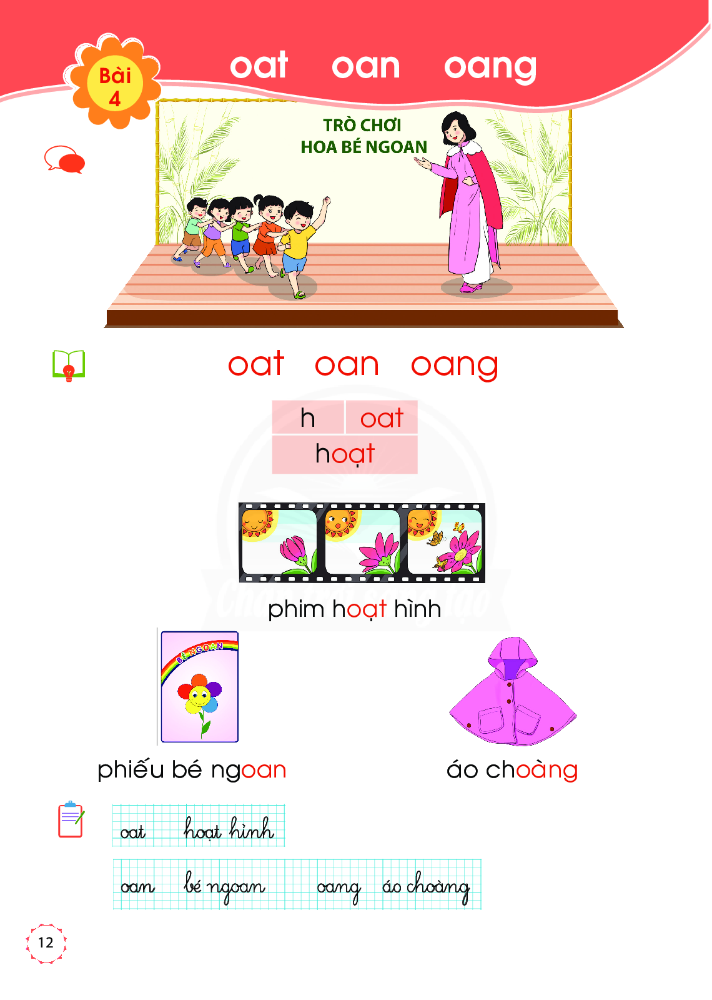 Bài
4
oat oan oang
TRÒ CHƠI
HOA BÉ NGOAN
oat oan oang
h oat
hoạt
phim hoạt hình
BÉ NGOAN
phiếu bé ngoan
áo choàng
oat hoạt hình
oan bé ngoan oang áo choàng
12